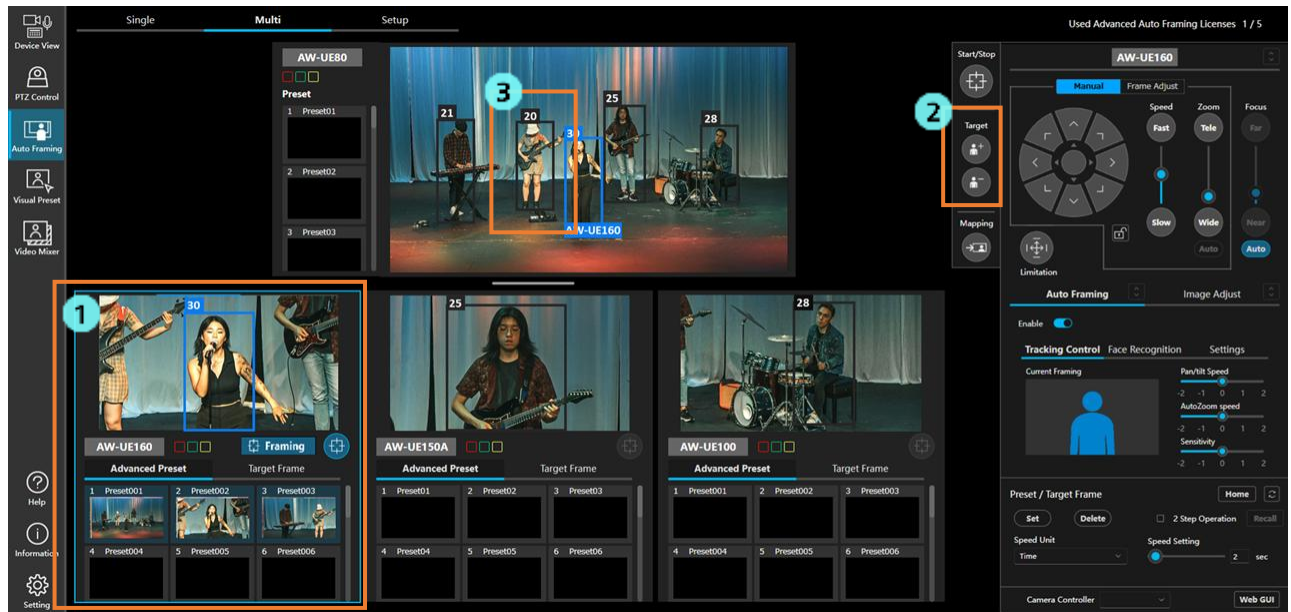 Single Multi Setup
Used Advanced Auto Framing Licenses 1 / 5
Device View
PTZ Control
Auto Framing
Visual Preset
Video Mixer
Help
Information
Setting
AW-UE80
Preset
1 Preset01
2 Preset02
3 Preset03
21
20
3
30
25
28
AW-UE160
Start/Stop
2
Target
Mapping
1
30
AW-UE160 Framing
Advanced Preset Target Frame
1 Preset001 2 Preset002 3 Preset003
4 Preset004 5 Preset005 6 Preset006
25
AW-UE150A
Advanced Preset Target Frame
1 Preset01 2 Preset02 3 Preset03
4 Preset04 5 Preset05 6 Preset06
28
AW-UE100
Advanced Preset Target Frame
1 Preset001 2 Preset002 3 Preset003
4 Preset004 5 Preset005 6 Preset006
AW-UE160
Manual Frame Adjust
Speed Zoom Focus
Fast Tele Far
Slow Wide Near
Auto Auto
Limitation
Auto Framing Image Adjust
Enable
Tracking Control Face Recognition Settings
Current Framing
Pan/tilt Speed
-2 -1 0 1 2
AutoZoom speed
-2 -1 0 1 2
Sensitivity
-2 -1 0 1 2
Preset / Target Frame Home
Set Delete 2 Step Operation Recall
Speed Unit Speed Setting
Time 2 sec
Camera Controller Web GUI